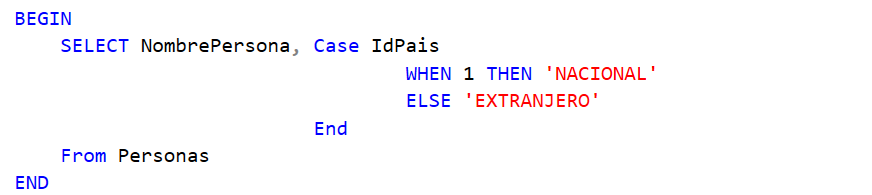 BEGIN
SELECT NombrePersona, Case IdPais
WHEN 1 THEN 'NACIONAL'
ELSE 'EXTRANJERO'
End
From Personas
END